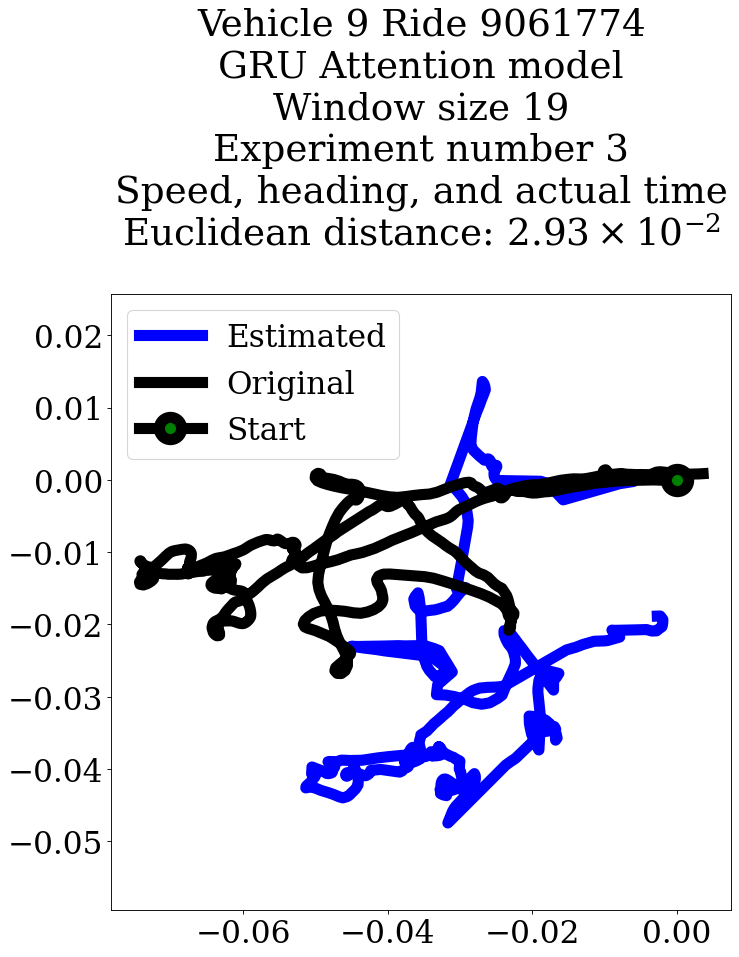 Vehicle 9 Ride 9061774
GRU Attention model
Window size 19
Experiment number 3
Speed, heading, and actual time
Euclidean distance: 2.93 × 10⁻²
Estimated
Original
Start
0.02
0.01
0.00
−0.01
−0.02
−0.03
−0.04
−0.05
−0.06 −0.04 −0.02 0.00